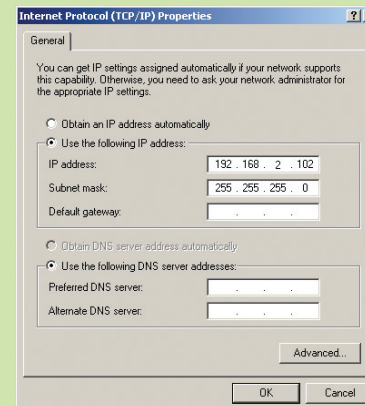 Internet Protocol (TCP/IP) Properties
General
You can get IP settings assigned automatically if your network supports
this capability. Otherwise, you need to ask your network administrator for
the appropriate IP settings.
Obtain an IP address automatically
Use the following IP address:
IP address: 192 . 168 . 2 . 102
Subnet mask: 255 . 255 . 255 . 0
Default gateway: . . .
Obtain DNS server address automatically
Use the following DNS server addresses:
Preferred DNS server: . . .
Alternate DNS server: . . .
Advanced...
OK Cancel